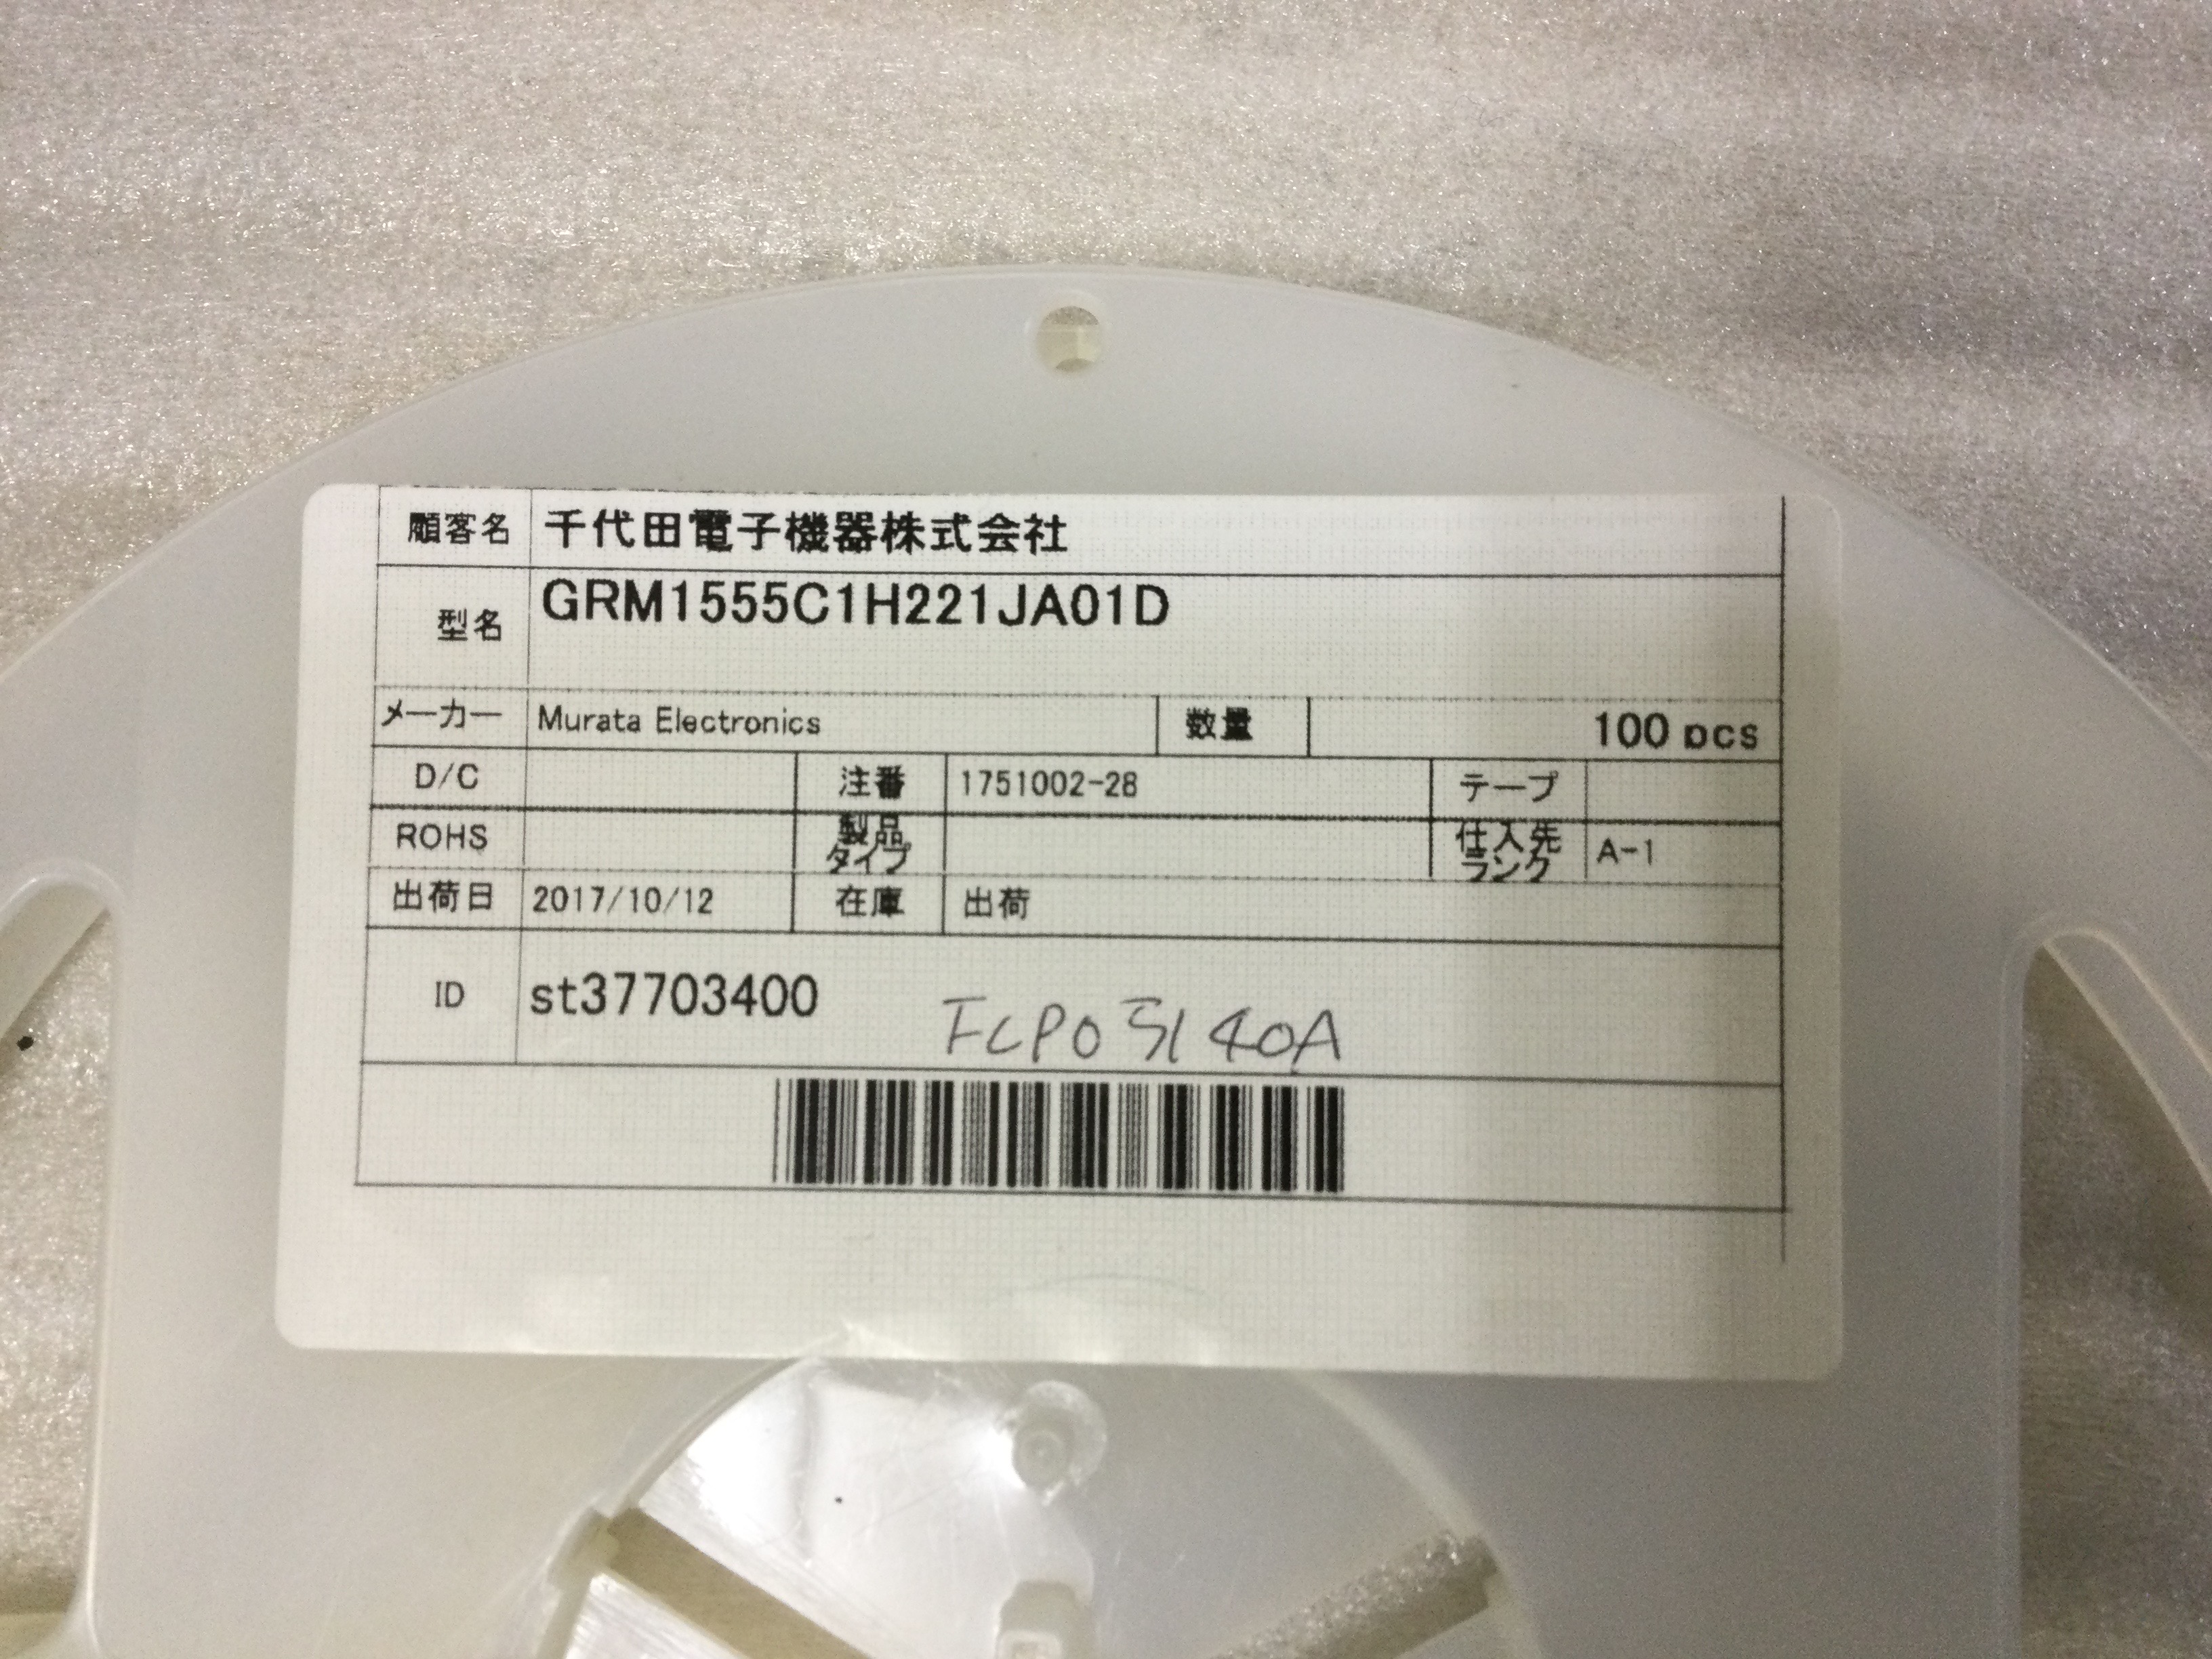 顧客名 千代田電子機器株式会社
型名 GRM1555C1H221JA01D
メーカー Murata Electronics 数量 100 pcs
D/C 注番 1751002-28 テープ
ROHS 製品タイプ 仕入先ランク A-1
出荷日 2017/10/12 在庫 出荷
ID st37703400 FCP05140A